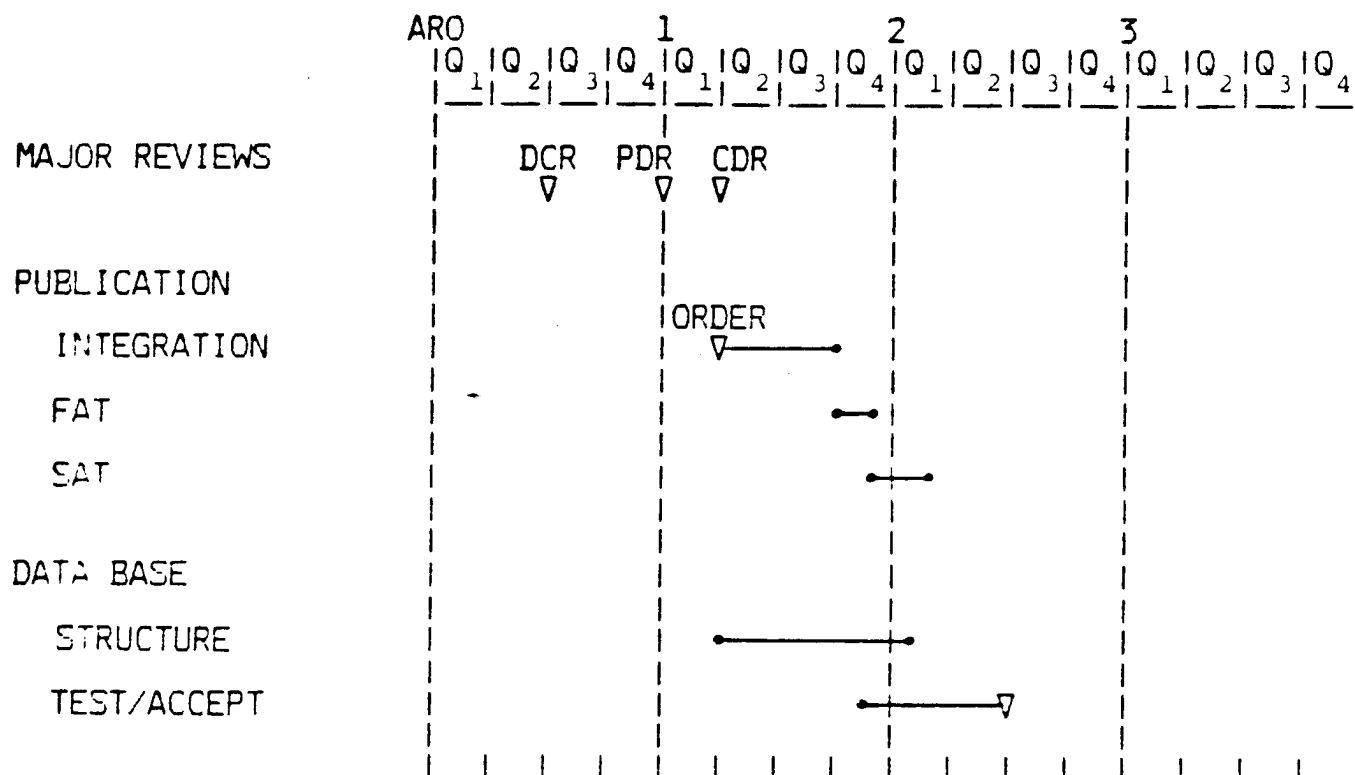 ARO 1 2 3
Q1 Q2 Q3 Q4 Q1 Q2 Q3 Q4 Q1 Q2 Q3 Q4 Q1 Q2 Q3 Q4
MAJOR REVIEWS DCR PDR CDR
PUBLICATION
ORDER
INTEGRATION
FAT
SAT
DATA BASE
STRUCTURE
TEST/ACCEPT